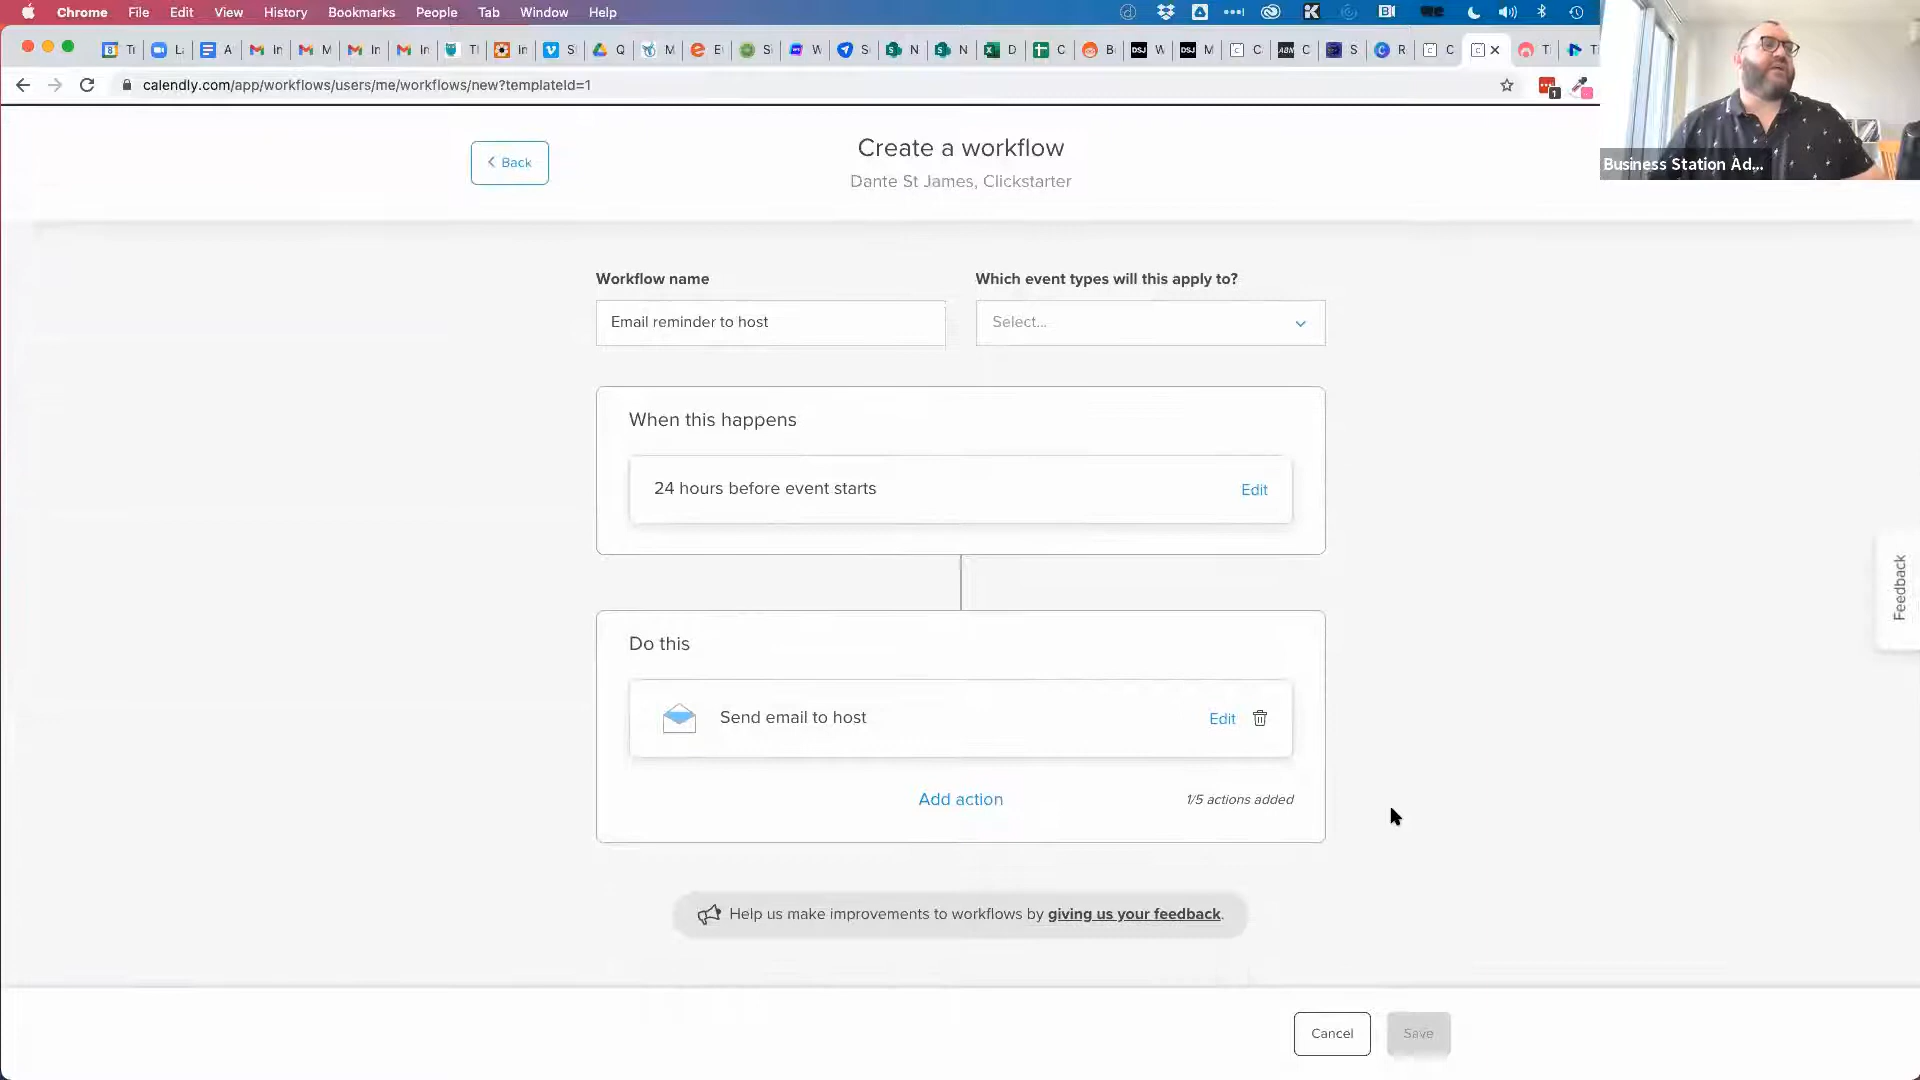 Chrome File Edit View History Bookmarks People Tab Window Help
calendly.com/app/workflows/users/me/workflows/new?templateId=1
Business Station Ad...
Back
Create a workflow
Dante St James, Clickstarter
Workflow name
Which event types will this apply to?
Email reminder to host
Select...
When this happens
24 hours before event starts
Edit
Feedback
Do this
Send email to host
Edit
Add action
1/5 actions added
Help us make improvements to workflows by giving us your feedback.
Cancel
Save